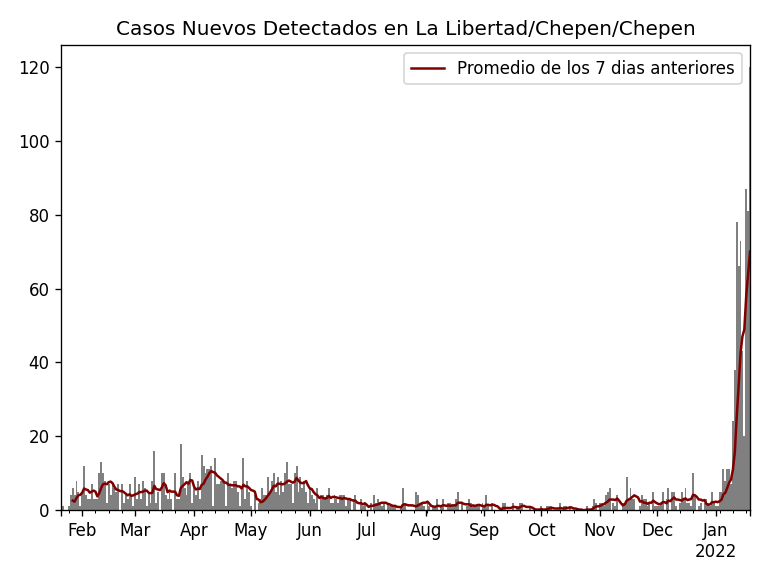 Casos Nuevos Detectados en La Libertad/Chepen/Chepen
Promedio de los 7 dias anteriores
120
100
80
60
40
20
0
Feb Mar Apr May Jun Jul Aug Sep Oct Nov Dec Jan
2022